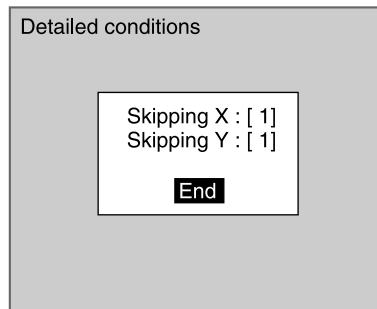 Detailed conditions
Skipping X : [ 1]
Skipping Y : [ 1]
End